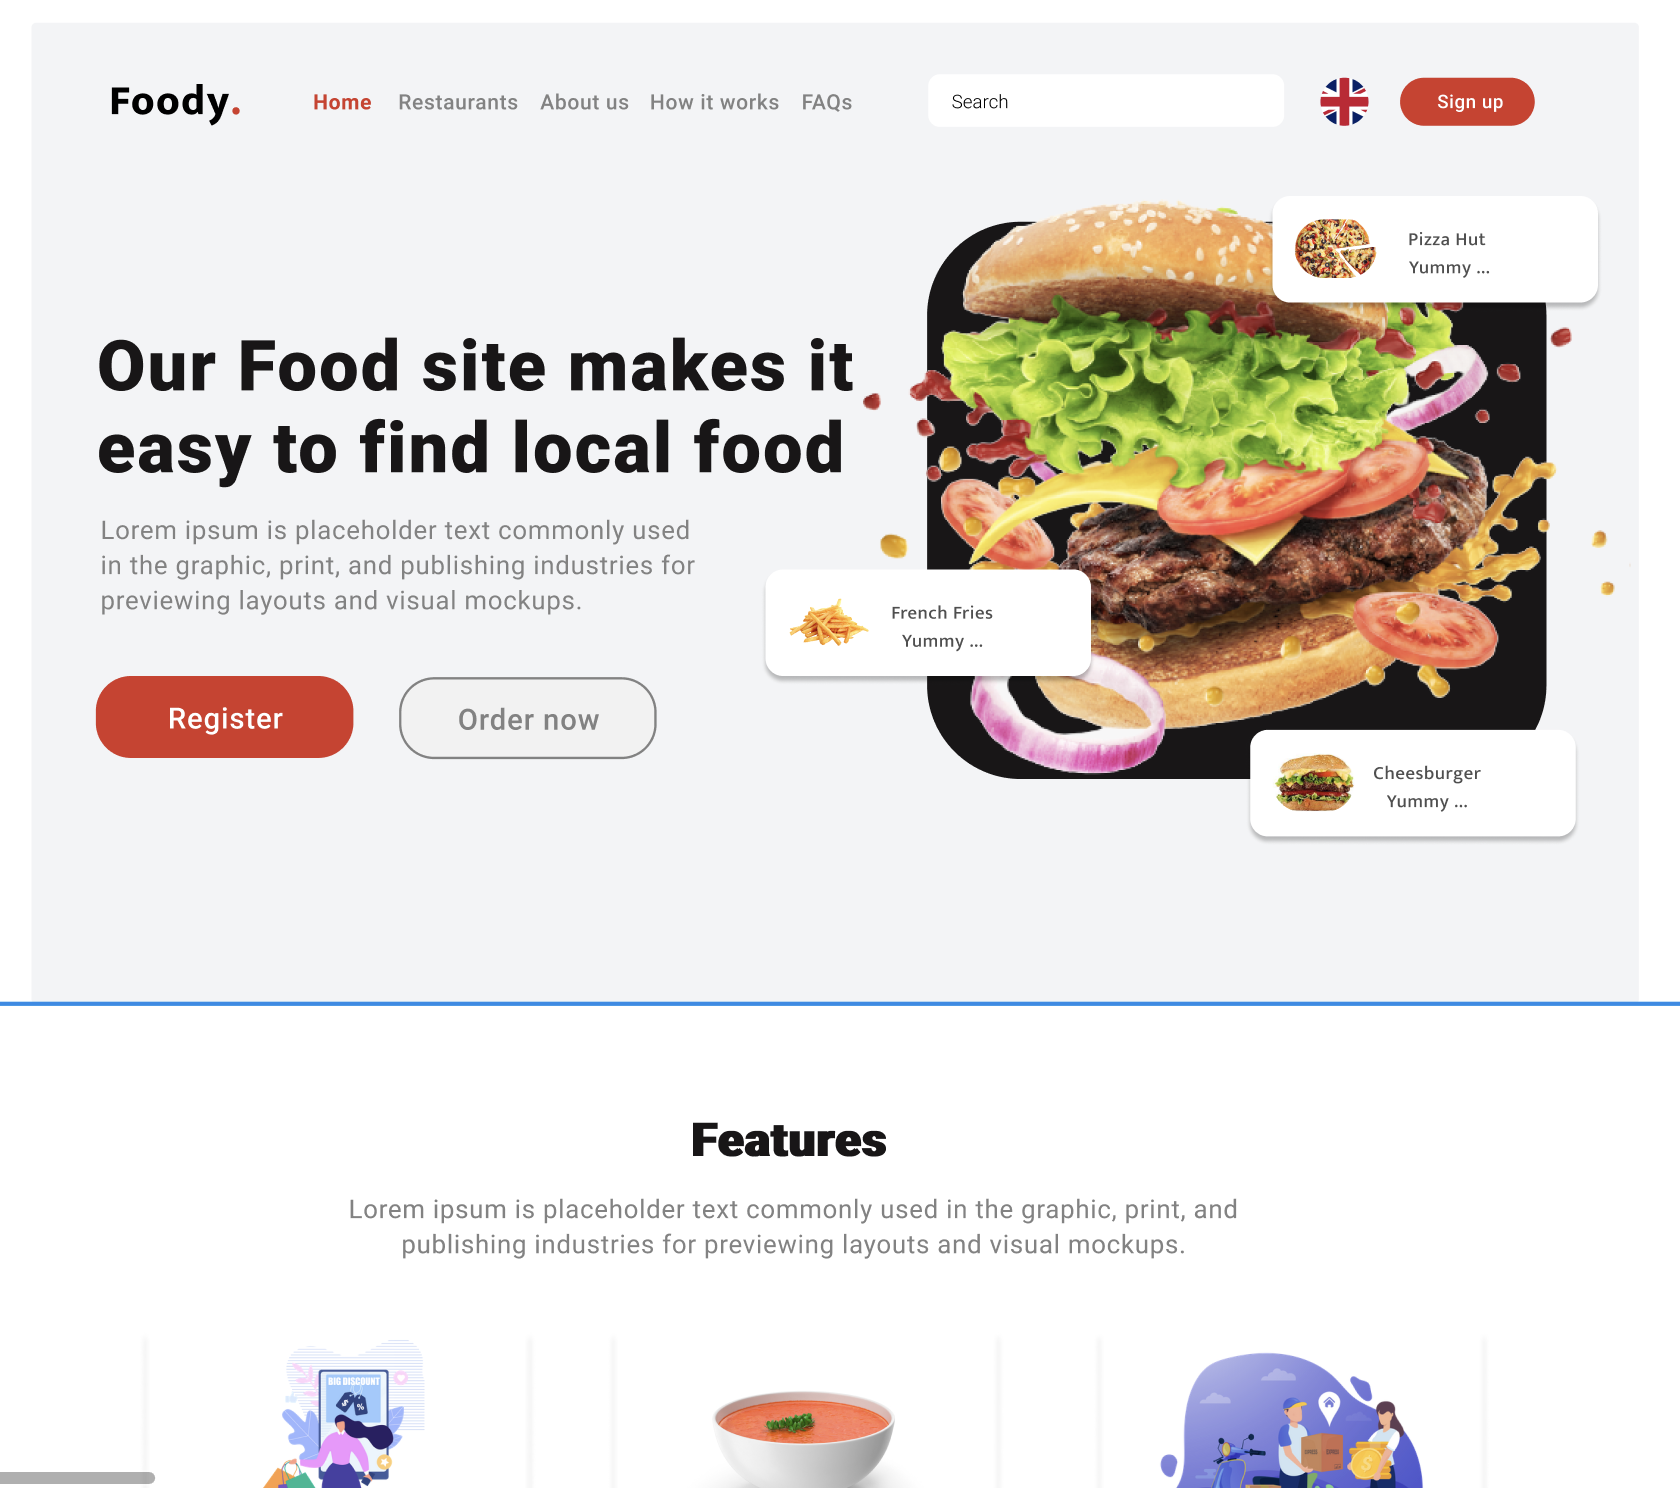 Foody.
Home Restaurants About us How it works FAQs
Search
Sign up
Pizza Hut
Yummy ...
Our Food site makes it
easy to find local food
Lorem ipsum is placeholder text commonly used
in the graphic, print, and publishing industries for
previewing layouts and visual mockups.
French Fries
Yummy ...
Register
Order now
Cheesburger
Yummy ...
Features
Lorem ipsum is placeholder text commonly used in the graphic, print, and
publishing industries for previewing layouts and visual mockups.
BIG DISCOUNT
$ %
$